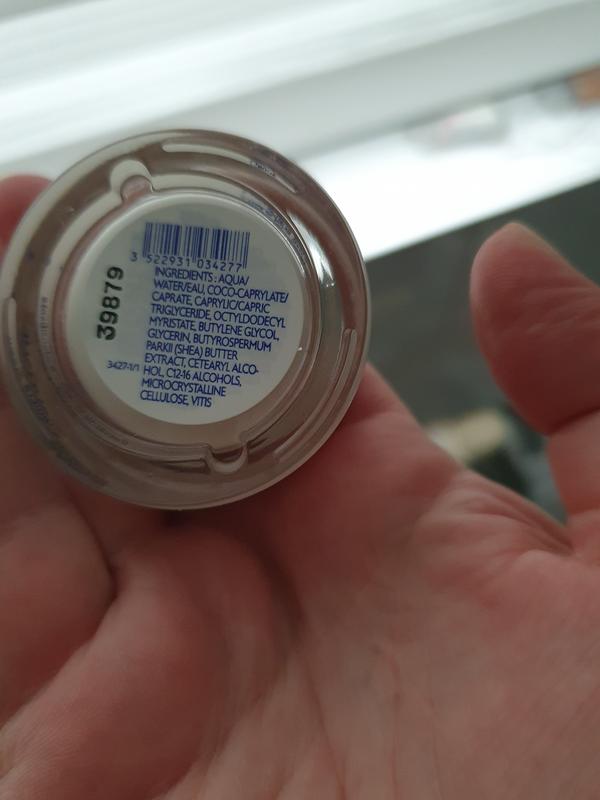 3 522931 034277
INGREDIENTS : AQUA/
WATER/EAU, COCO-CAPRYLATE/
CAPRATE, CAPRYLIC/CAPRIC
TRIGLYCERIDE, OCTYLDODECYL
MYRISTATE, BUTYLENE GLYCOL,
GLYCERIN, BUTYROSPERMUM
PARKII (SHEA) BUTTER
EXTRACT, CETEARYL ALCO-
HOL, C12-16 ALCOHOLS,
MICROCRYSTALLINE
CELLULOSE, VITIS
3427-1/1
39879